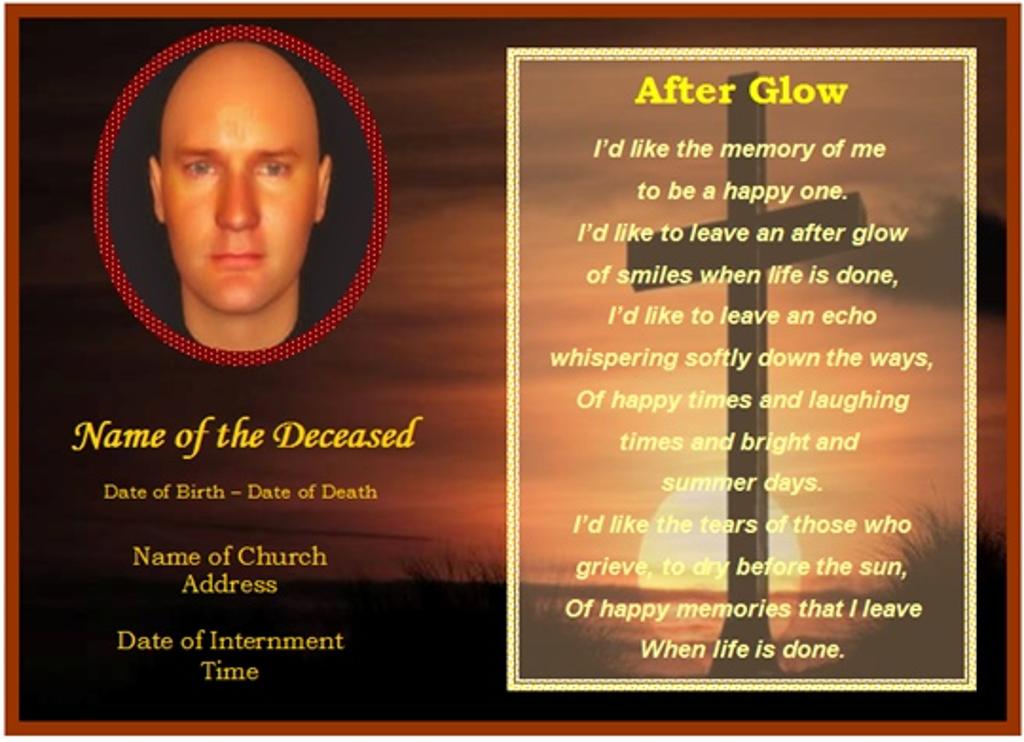 Name of the Deceased
Date of Birth – Date of Death
Name of Church
Address
Date of Internment
Time
After Glow
I'd like the memory of me
to be a happy one.
I'd like to leave an after glow
of smiles when life is done,
I'd like to leave an echo
whispering softly down the ways,
Of happy times and laughing
times and bright and
summer days.
I'd like the tears of those who
grieve, to dry before the sun,
Of happy memories that I leave
When life is done.